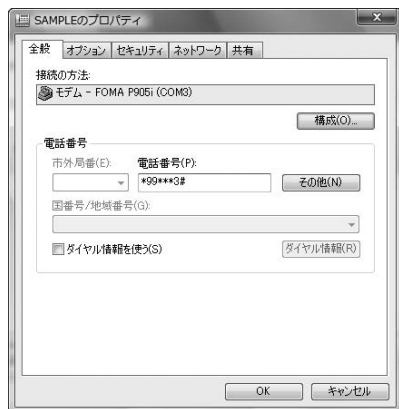 SAMPLEのプロパティ
全般 オプション セキュリティ ネットワーク 共有
接続の方法:
モデム - FOMA P905i (COM3)
構成(O)...
電話番号
市外局番(E): 電話番号(P):
*99***3# その他(N)
国番号/地域番号(G):
ダイヤル情報を使う(S) ダイヤル情報(R)
OK キャンセル